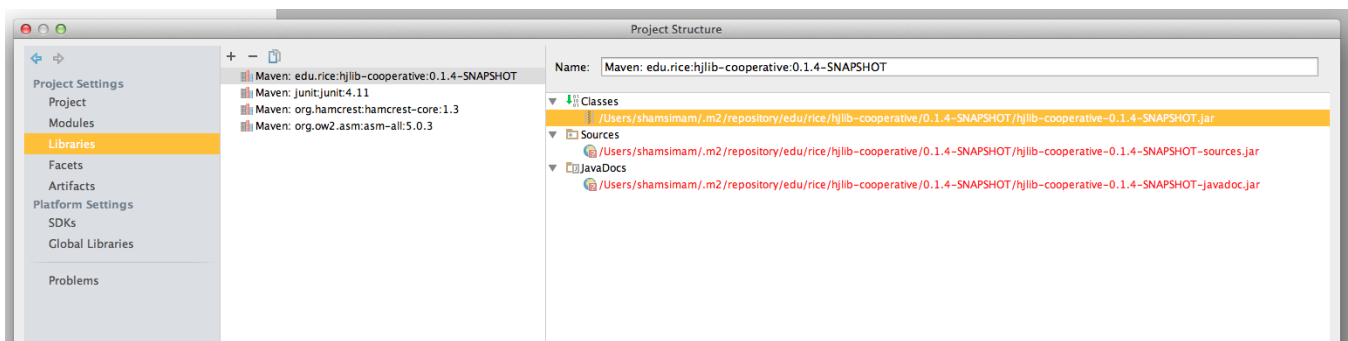 Project Structure
Project Settings
Project
Modules
Libraries
Facets
Artifacts
Platform Settings
SDKs
Global Libraries
Problems
Maven: edu.rice:hjlib-cooperative:0.1.4-SNAPSHOT
Maven: junit:junit:4.11
Maven: org.hamcrest:hamcrest-core:1.3
Maven: org.ow2.asm:asm-all:5.0.3
Name: Maven: edu.rice:hjlib-cooperative:0.1.4-SNAPSHOT
Classes
/Users/shamsimam/.m2/repository/edu/rice/hjlib-cooperative/0.1.4-SNAPSHOT/hjlib-cooperative-0.1.4-SNAPSHOT.jar
Sources
/Users/shamsimam/.m2/repository/edu/rice/hjlib-cooperative/0.1.4-SNAPSHOT/hjlib-cooperative-0.1.4-SNAPSHOT-sources.jar
JavaDocs
/Users/shamsimam/.m2/repository/edu/rice/hjlib-cooperative/0.1.4-SNAPSHOT/hjlib-cooperative-0.1.4-SNAPSHOT-javadoc.jar